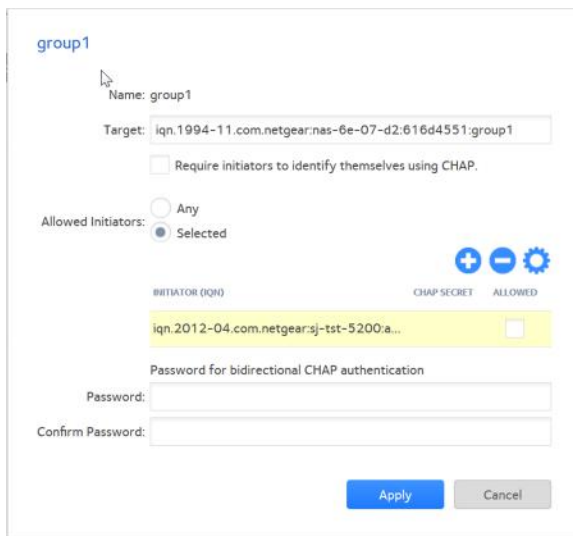 group1
Name: group1
Target: iqn.1994-11.com.netgear:nas-6e-07-d2:616d4551:group1
Require initiators to identify themselves using CHAP.
Allowed Initiators:
Any
Selected
INITIATOR (IQN) CHAP SECRET ALLOWED
iqn.2012-04.com.netgear:sj-tst-5200:a...
Password for bidirectional CHAP authentication
Password:
Confirm Password:
Apply Cancel